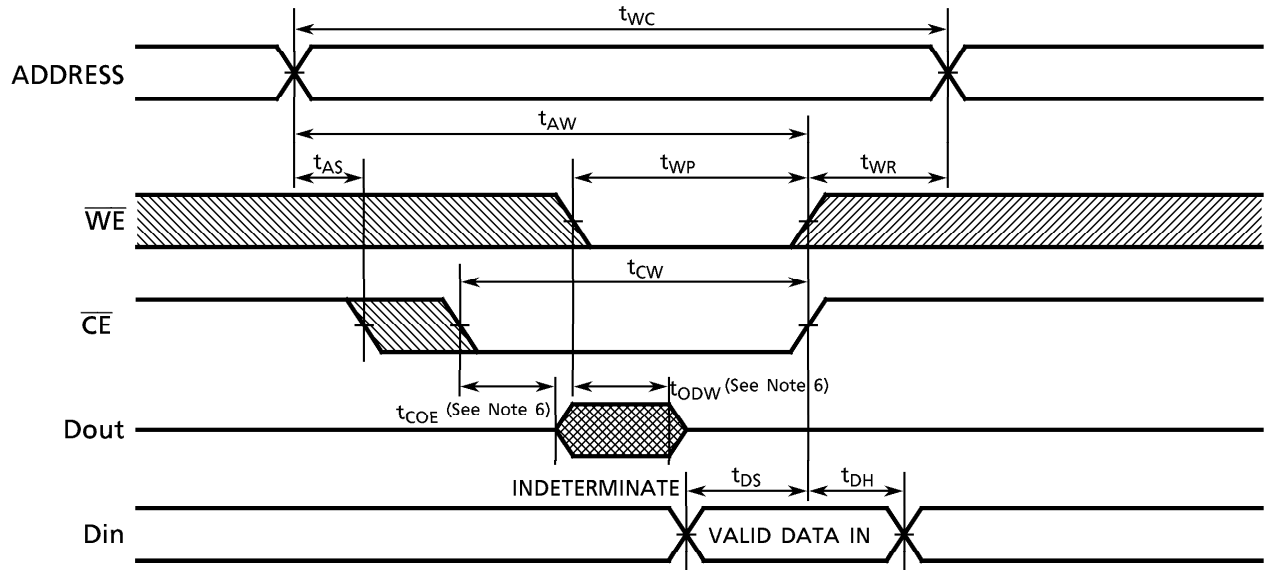 tWC
ADDRESS
tAW
tAS
tWP
tWR
WE
tCW
CE
tCOE (See Note 6)
tODW (See Note 6)
Dout
INDETERMINATE
tDS
tDH
Din
VALID DATA IN